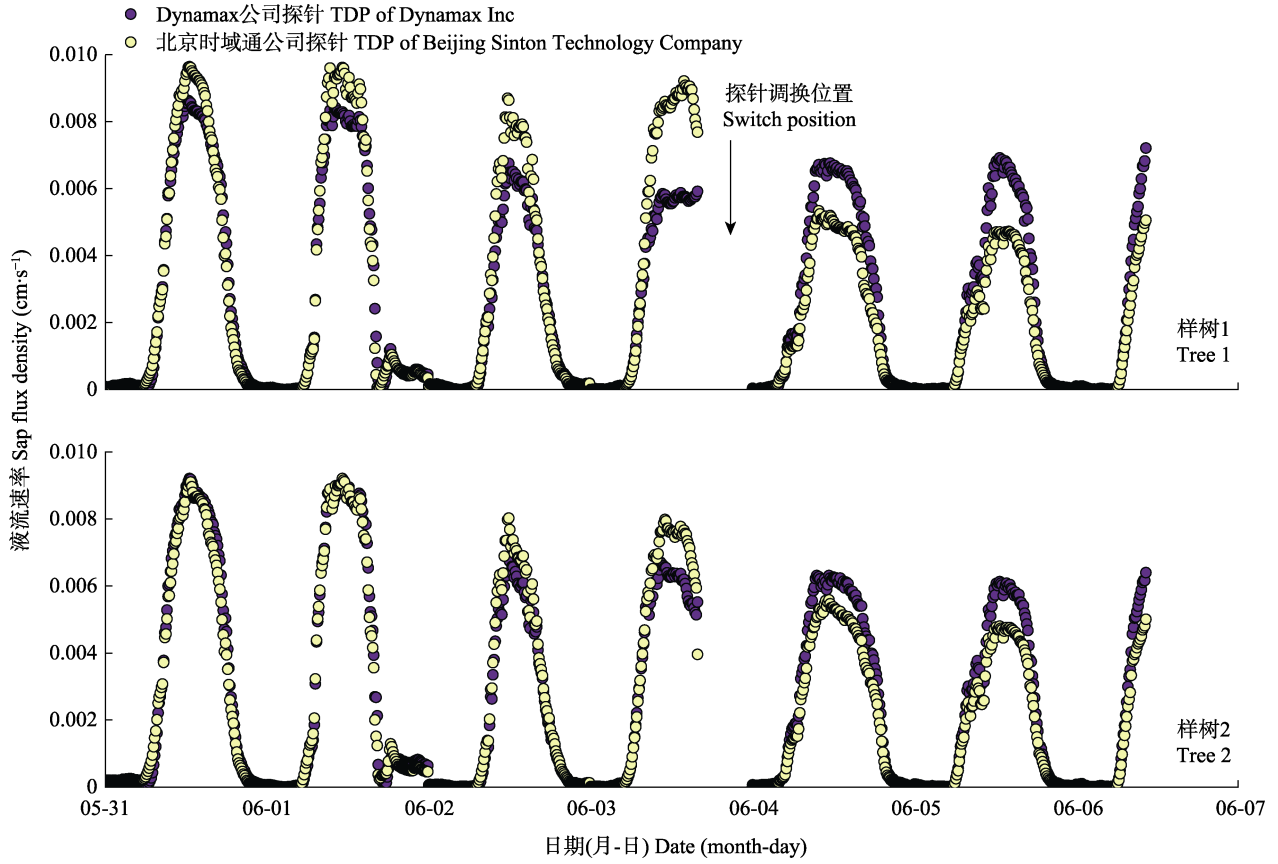 Dynamax公司探针 TDP of Dynamax Inc
北京时域通公司探针 TDP of Beijing Sinton Technology Company
0.010
0.008
0.006
0.004
0.002
0
探针调换位置
Switch position
样树1
Tree 1
液流速率 Sap flux density (cm·s⁻¹)
0.010
0.008
0.006
0.004
0.002
0
样树2
Tree 2
05-31 06-01 06-02 06-03 06-04 06-05 06-06 06-07
日期(月-日) Date (month-day)